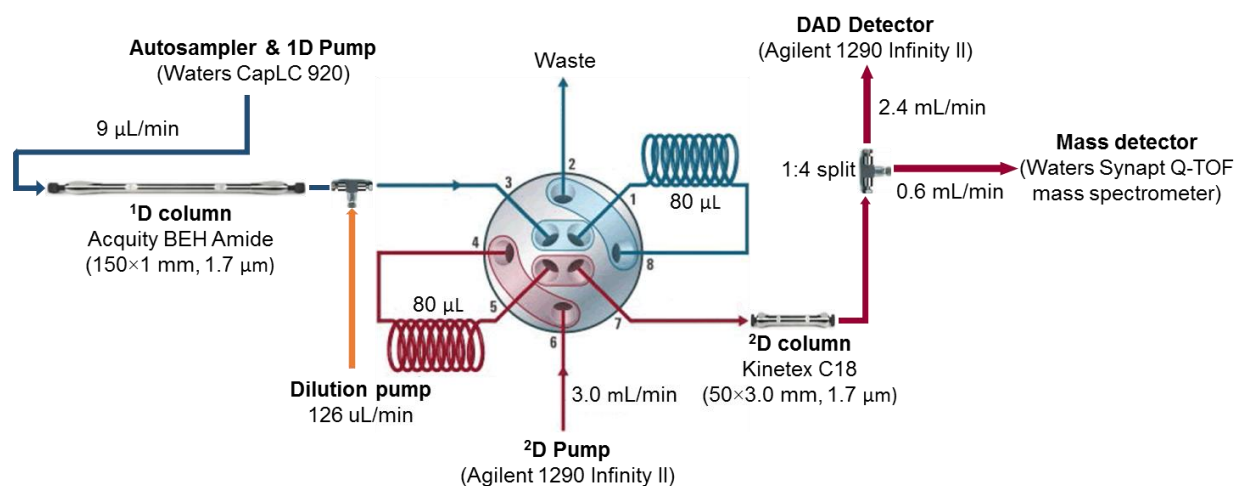 Autosampler & 1D Pump
(Waters CapLC 920)
9 µL/min
¹D column
Acquity BEH Amide
(150×1 mm, 1.7 µm)
Dilution pump
126 uL/min
Waste
2
3
1
4
8
5
7
6
80 µL
80 µL
3.0 mL/min
²D Pump
(Agilent 1290 Infinity II)
²D column
Kinetex C18
(50×3.0 mm, 1.7 µm)
DAD Detector
(Agilent 1290 Infinity II)
2.4 mL/min
1:4 split
0.6 mL/min
Mass detector
(Waters Synapt Q-TOF
mass spectrometer)